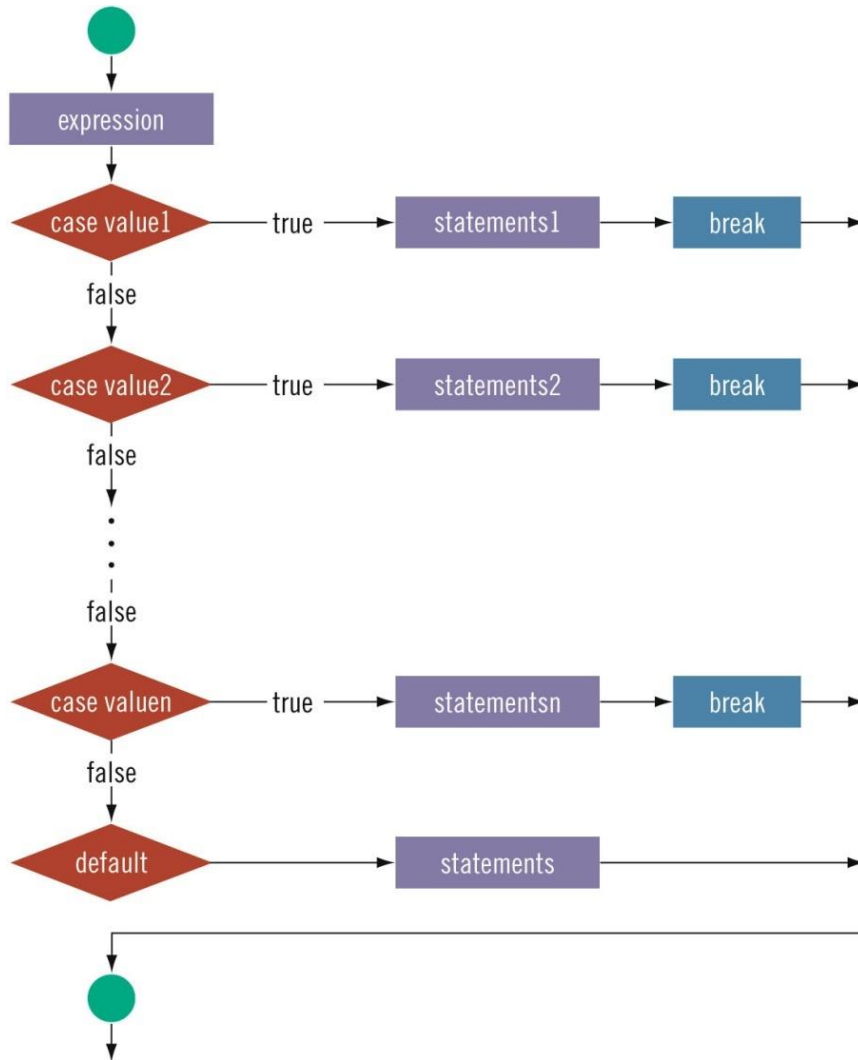 expression
case value1
true
statements1
break
false
case value2
true
statements2
break
false
false
case valuen
true
statementsn
break
false
default
statements